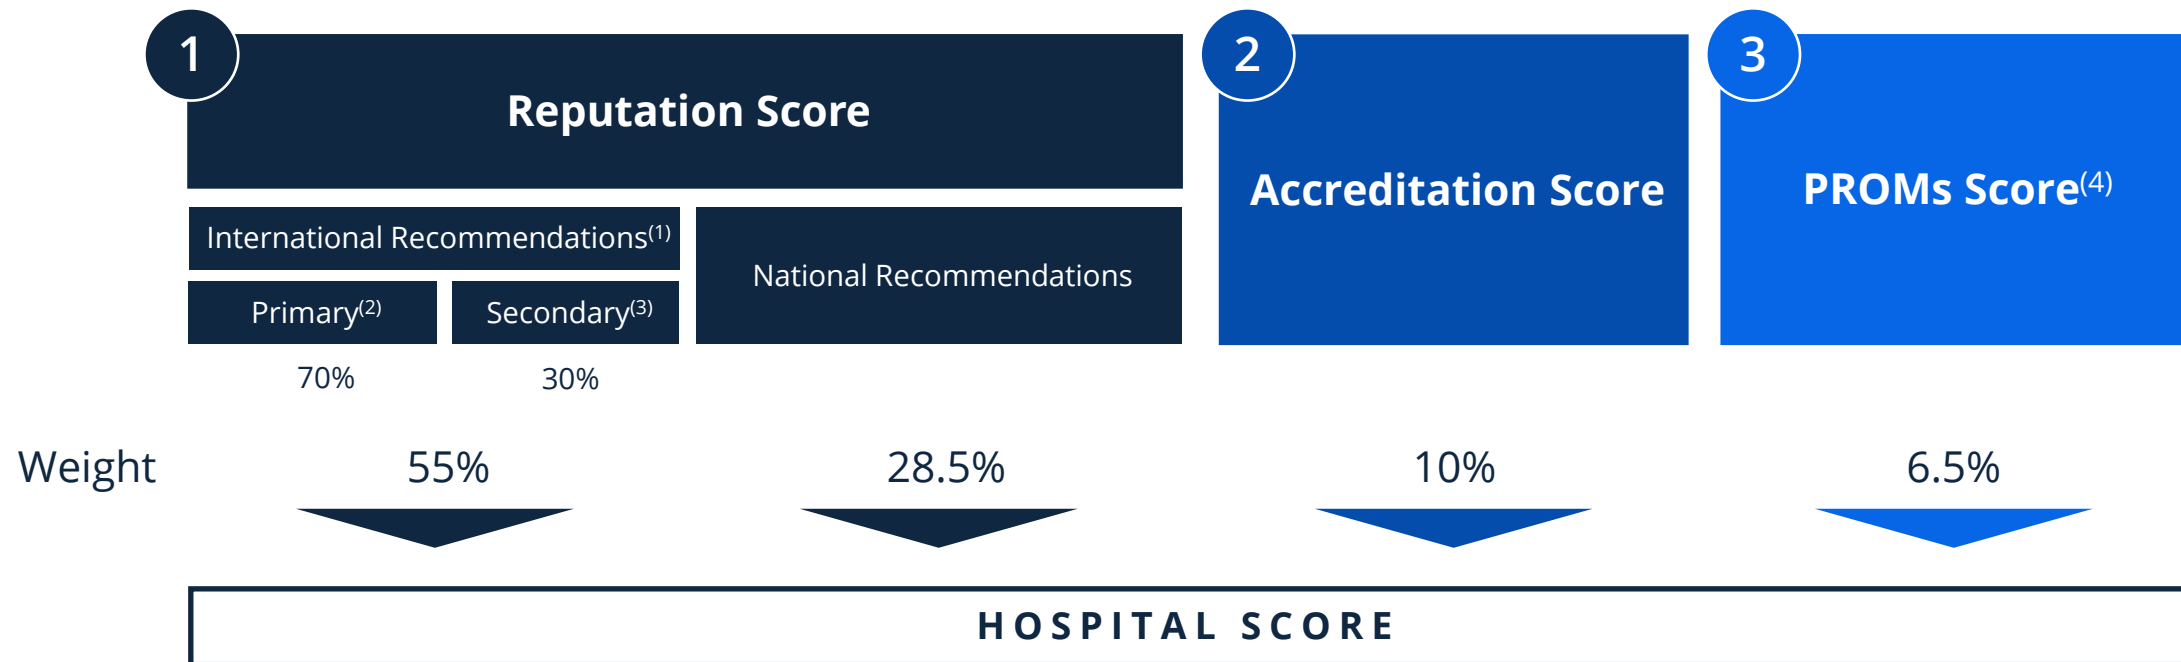 1
Reputation Score
International Recommendations(1)
Primary(2)
Secondary(3)
70%
30%
National Recommendations
2
Accreditation Score
3
PROMs Score(4)
Weight
55%
28.5%
10%
6.5%
HOSPITAL SCORE